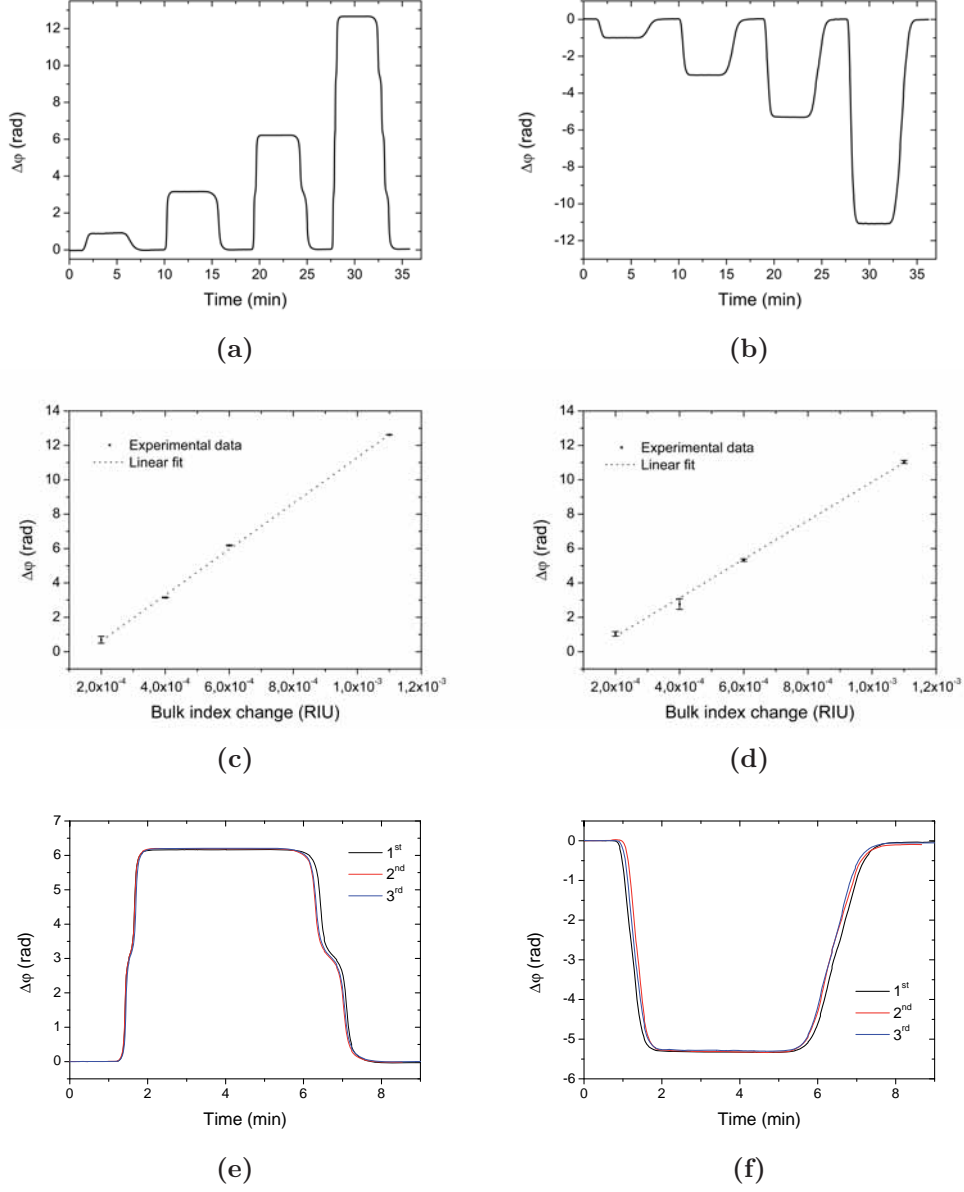 12
10
8
6
4
2
0
Δφ (rad)
0 5 10 15 20 25 30 35
Time (min)
(a)
0
-2
-4
-6
-8
-10
-12
Δφ (rad)
0 5 10 15 20 25 30 35
Time (min)
(b)
14
12
10
8
6
4
2
0
Δφ (rad)
Experimental data
Linear fit
2,0x10⁻⁴ 4,0x10⁻⁴ 6,0x10⁻⁴ 8,0x10⁻⁴ 1,0x10⁻³ 1,2x10⁻³
Bulk index change (RIU)
(c)
14
12
10
8
6
4
2
0
Δφ (rad)
Experimental data
Linear fit
2,0x10⁻⁴ 4,0x10⁻⁴ 6,0x10⁻⁴ 8,0x10⁻⁴ 1,0x10⁻³ 1,2x10⁻³
Bulk index change (RIU)
(d)
7
6
5
4
3
2
1
0
Δφ (rad)
1ˢᵗ
2ⁿᵈ
3ʳᵈ
0 2 4 6 8
Time (min)
(e)
0
-1
-2
-3
-4
-5
-6
Δφ (rad)
1ˢᵗ
2ⁿᵈ
3ʳᵈ
0 2 4 6 8
Time (min)
(f)